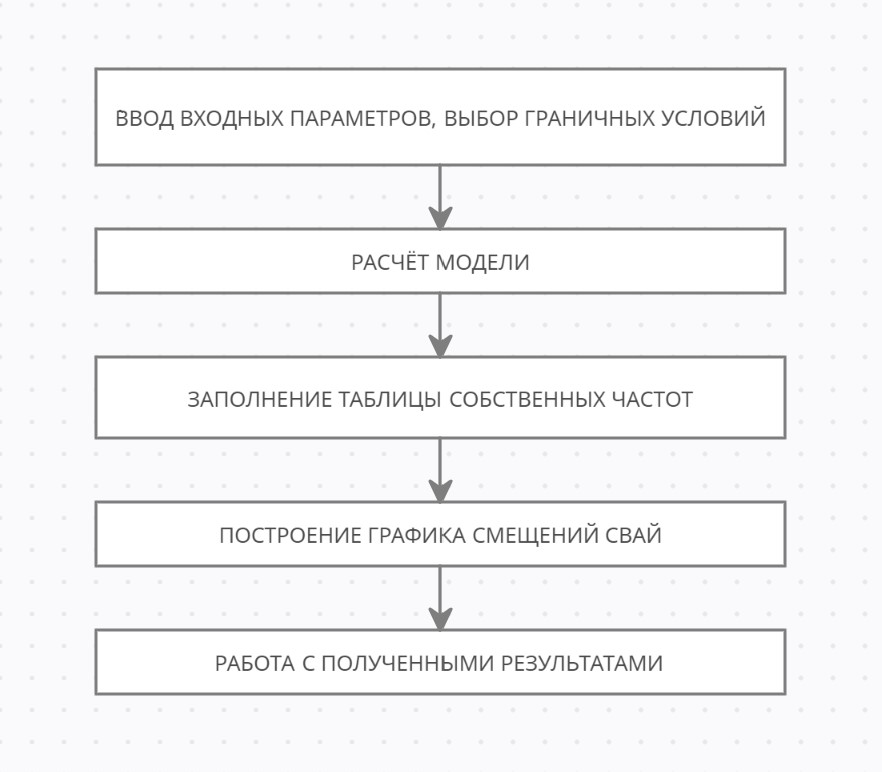 ВВОД ВХОДНЫХ ПАРАМЕТРОВ, ВЫБОР ГРАНИЧНЫХ УСЛОВИЙ
РАСЧЁТ МОДЕЛИ
ЗАПОЛНЕНИЕ ТАБЛИЦЫ СОБСТВЕННЫХ ЧАСТОТ
ПОСТРОЕНИЕ ГРАФИКА СМЕЩЕНИЙ СВАЙ
РАБОТА С ПОЛУЧЕННЫМИ РЕЗУЛЬТАТАМИ